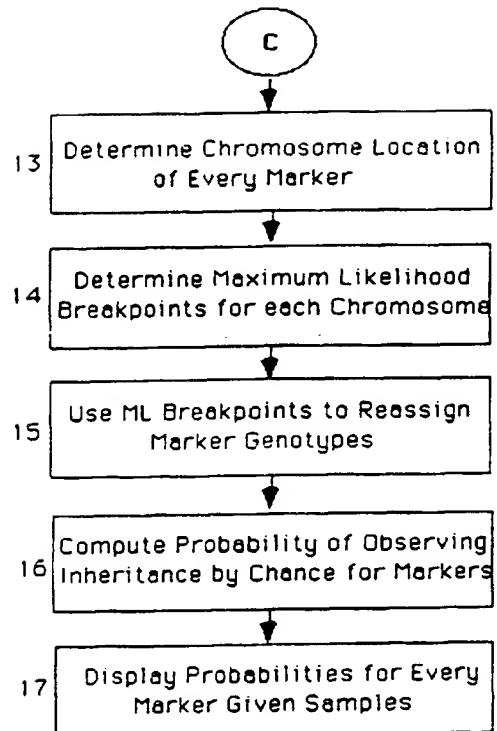 C
13 Determine Chromosome Location
of Every Marker
14 Determine Maximum Likelihood
Breakpoints for each Chromosome
15 Use ML Breakpoints to Reassign
Marker Genotypes
16 Compute Probability of Observing
Inheritance by Chance for Markers
17 Display Probabilities for Every
Marker Given Samples